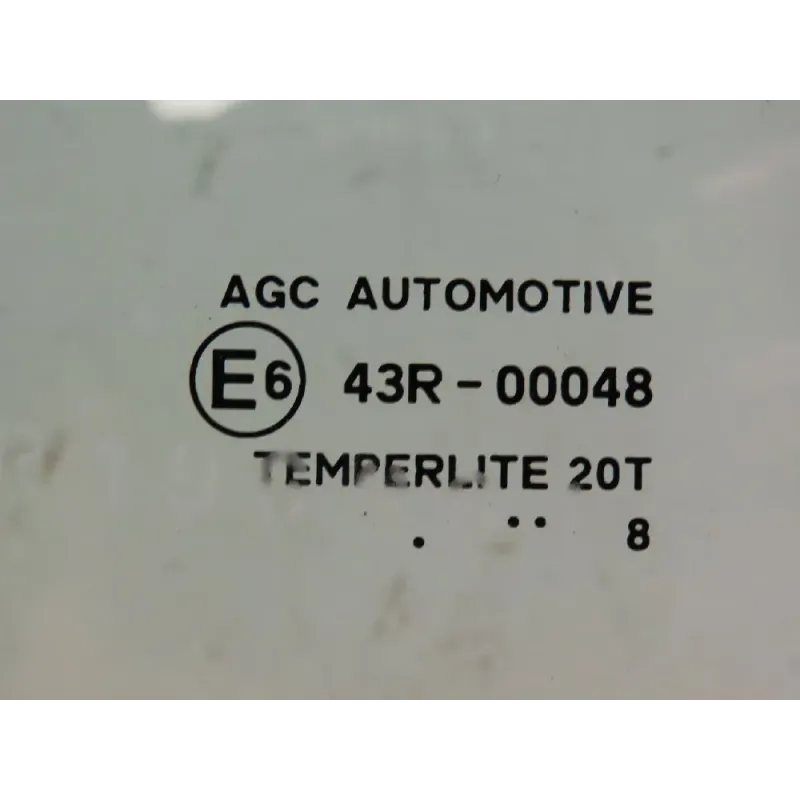 AGC AUTOMOTIVE
E6 43R-00048
TEMPERLITE 20T
. .. 8